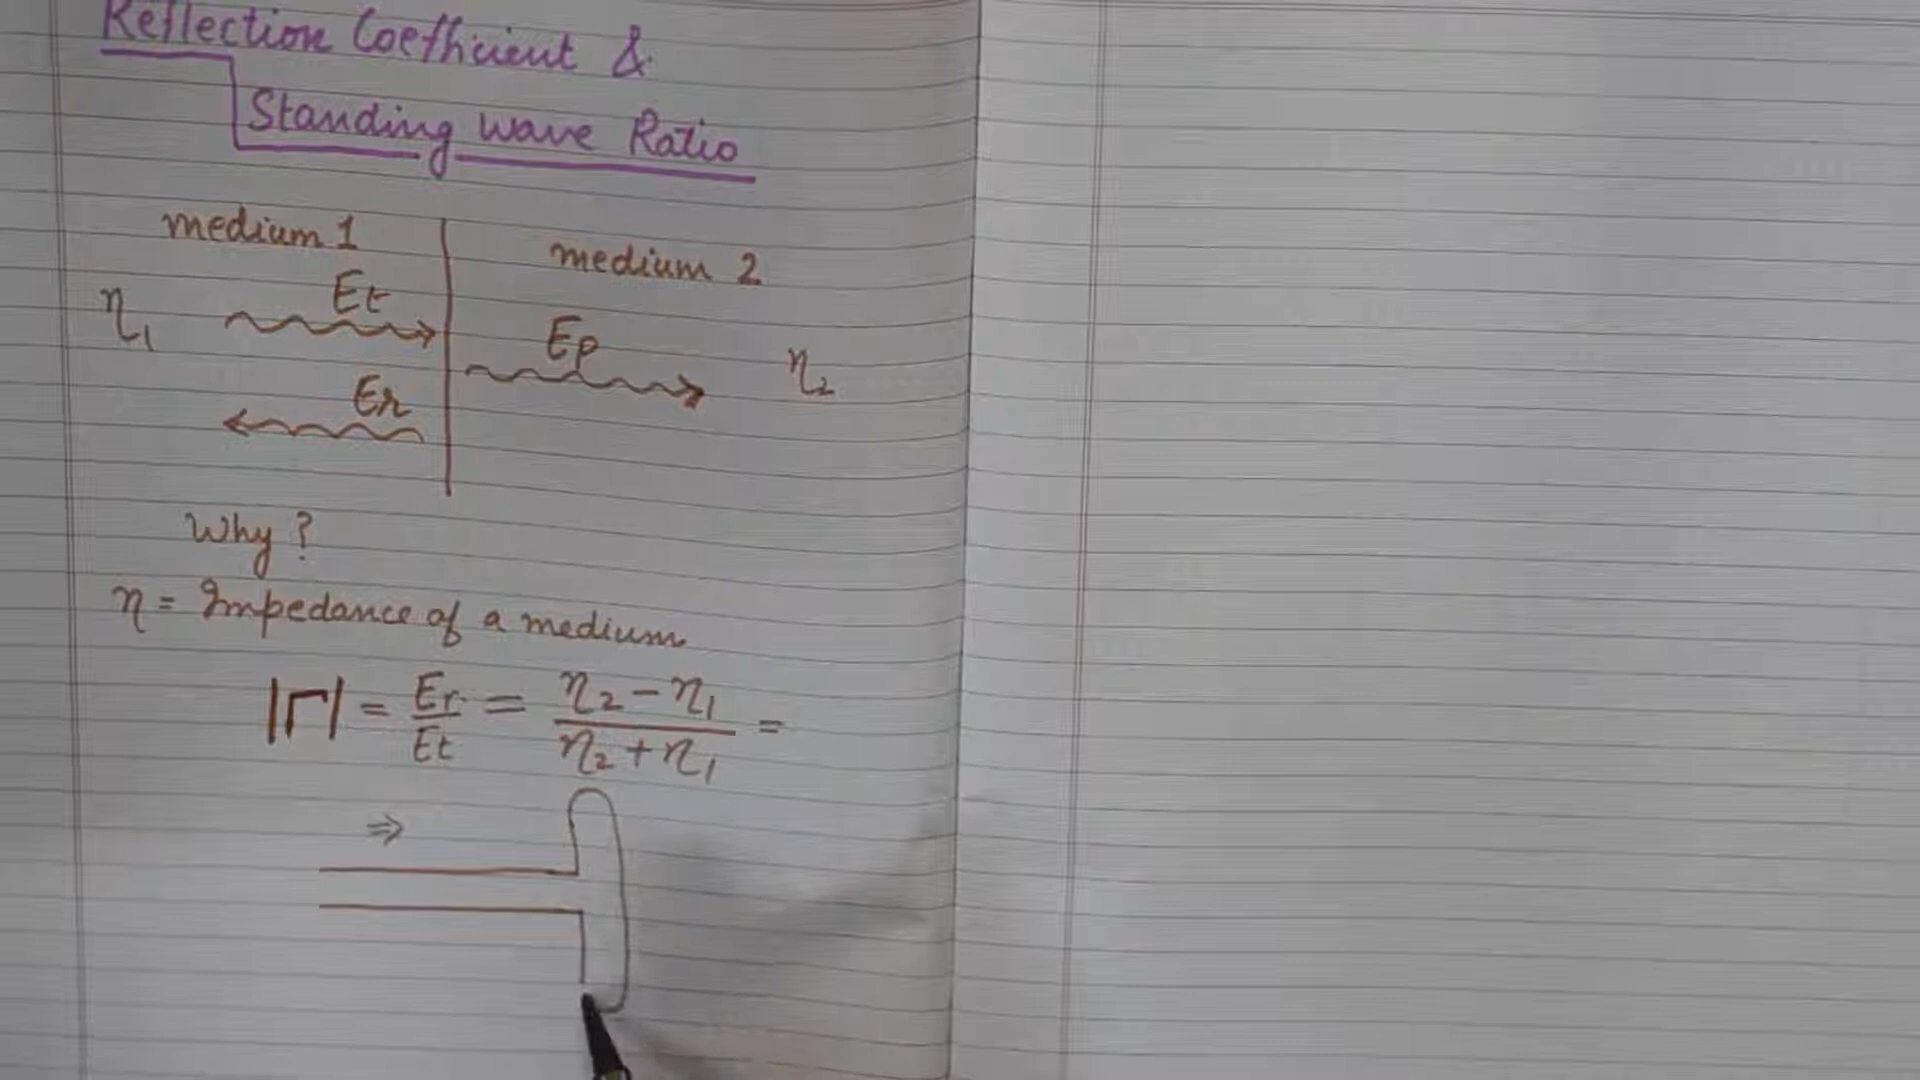 Reflection Coefficient &
Standing Wave Ratio
medium 1
medium 2
η₁
Et
Ep
η₂
Er
Why ?
η = Impedance of a medium
|Γ| = Er/Et = (η₂ - η₁)/(η₂ + η₁) =
⇒